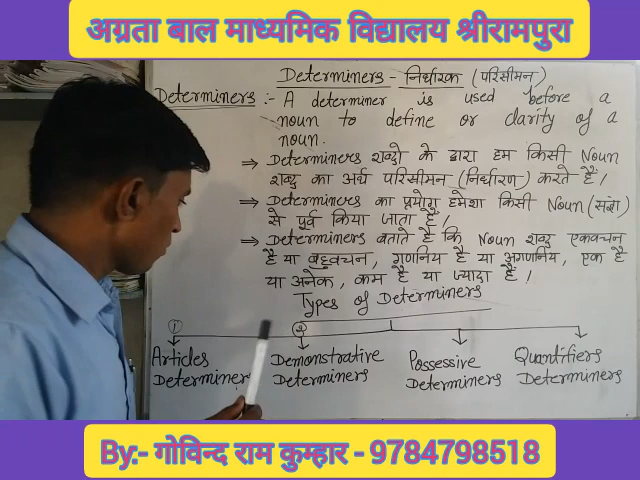 अग्रता बाल माध्यमिक विद्यालय श्रीरामपुरा
Determiners - निर्धारक (परिसीमन)
Determiners :- A determiner is used before a
noun to define or clarity of a
noun.
⇒ Determiners शब्दो के द्वारा हम किसी Noun
शब्द का अर्थ परिसीमन (निर्धारण) करते हैं।
⇒ Determiners का प्रयोग हमेशा किसी Noun (संज्ञा)
से पूर्व किया जाता है।
⇒ Determiners बताते है कि Noun शब्द एकवचन
है या बहुवचन, गणनिय है या अगणनिय, एक है
या अनेक, कम है या ज्यादा है।
Types of Determiners
① ②
Articles Demonstrative Possessive Quantifiers
Determiners Determiners Determiners Determiners
By:- गोविन्द राम कुम्हार - 9784798518